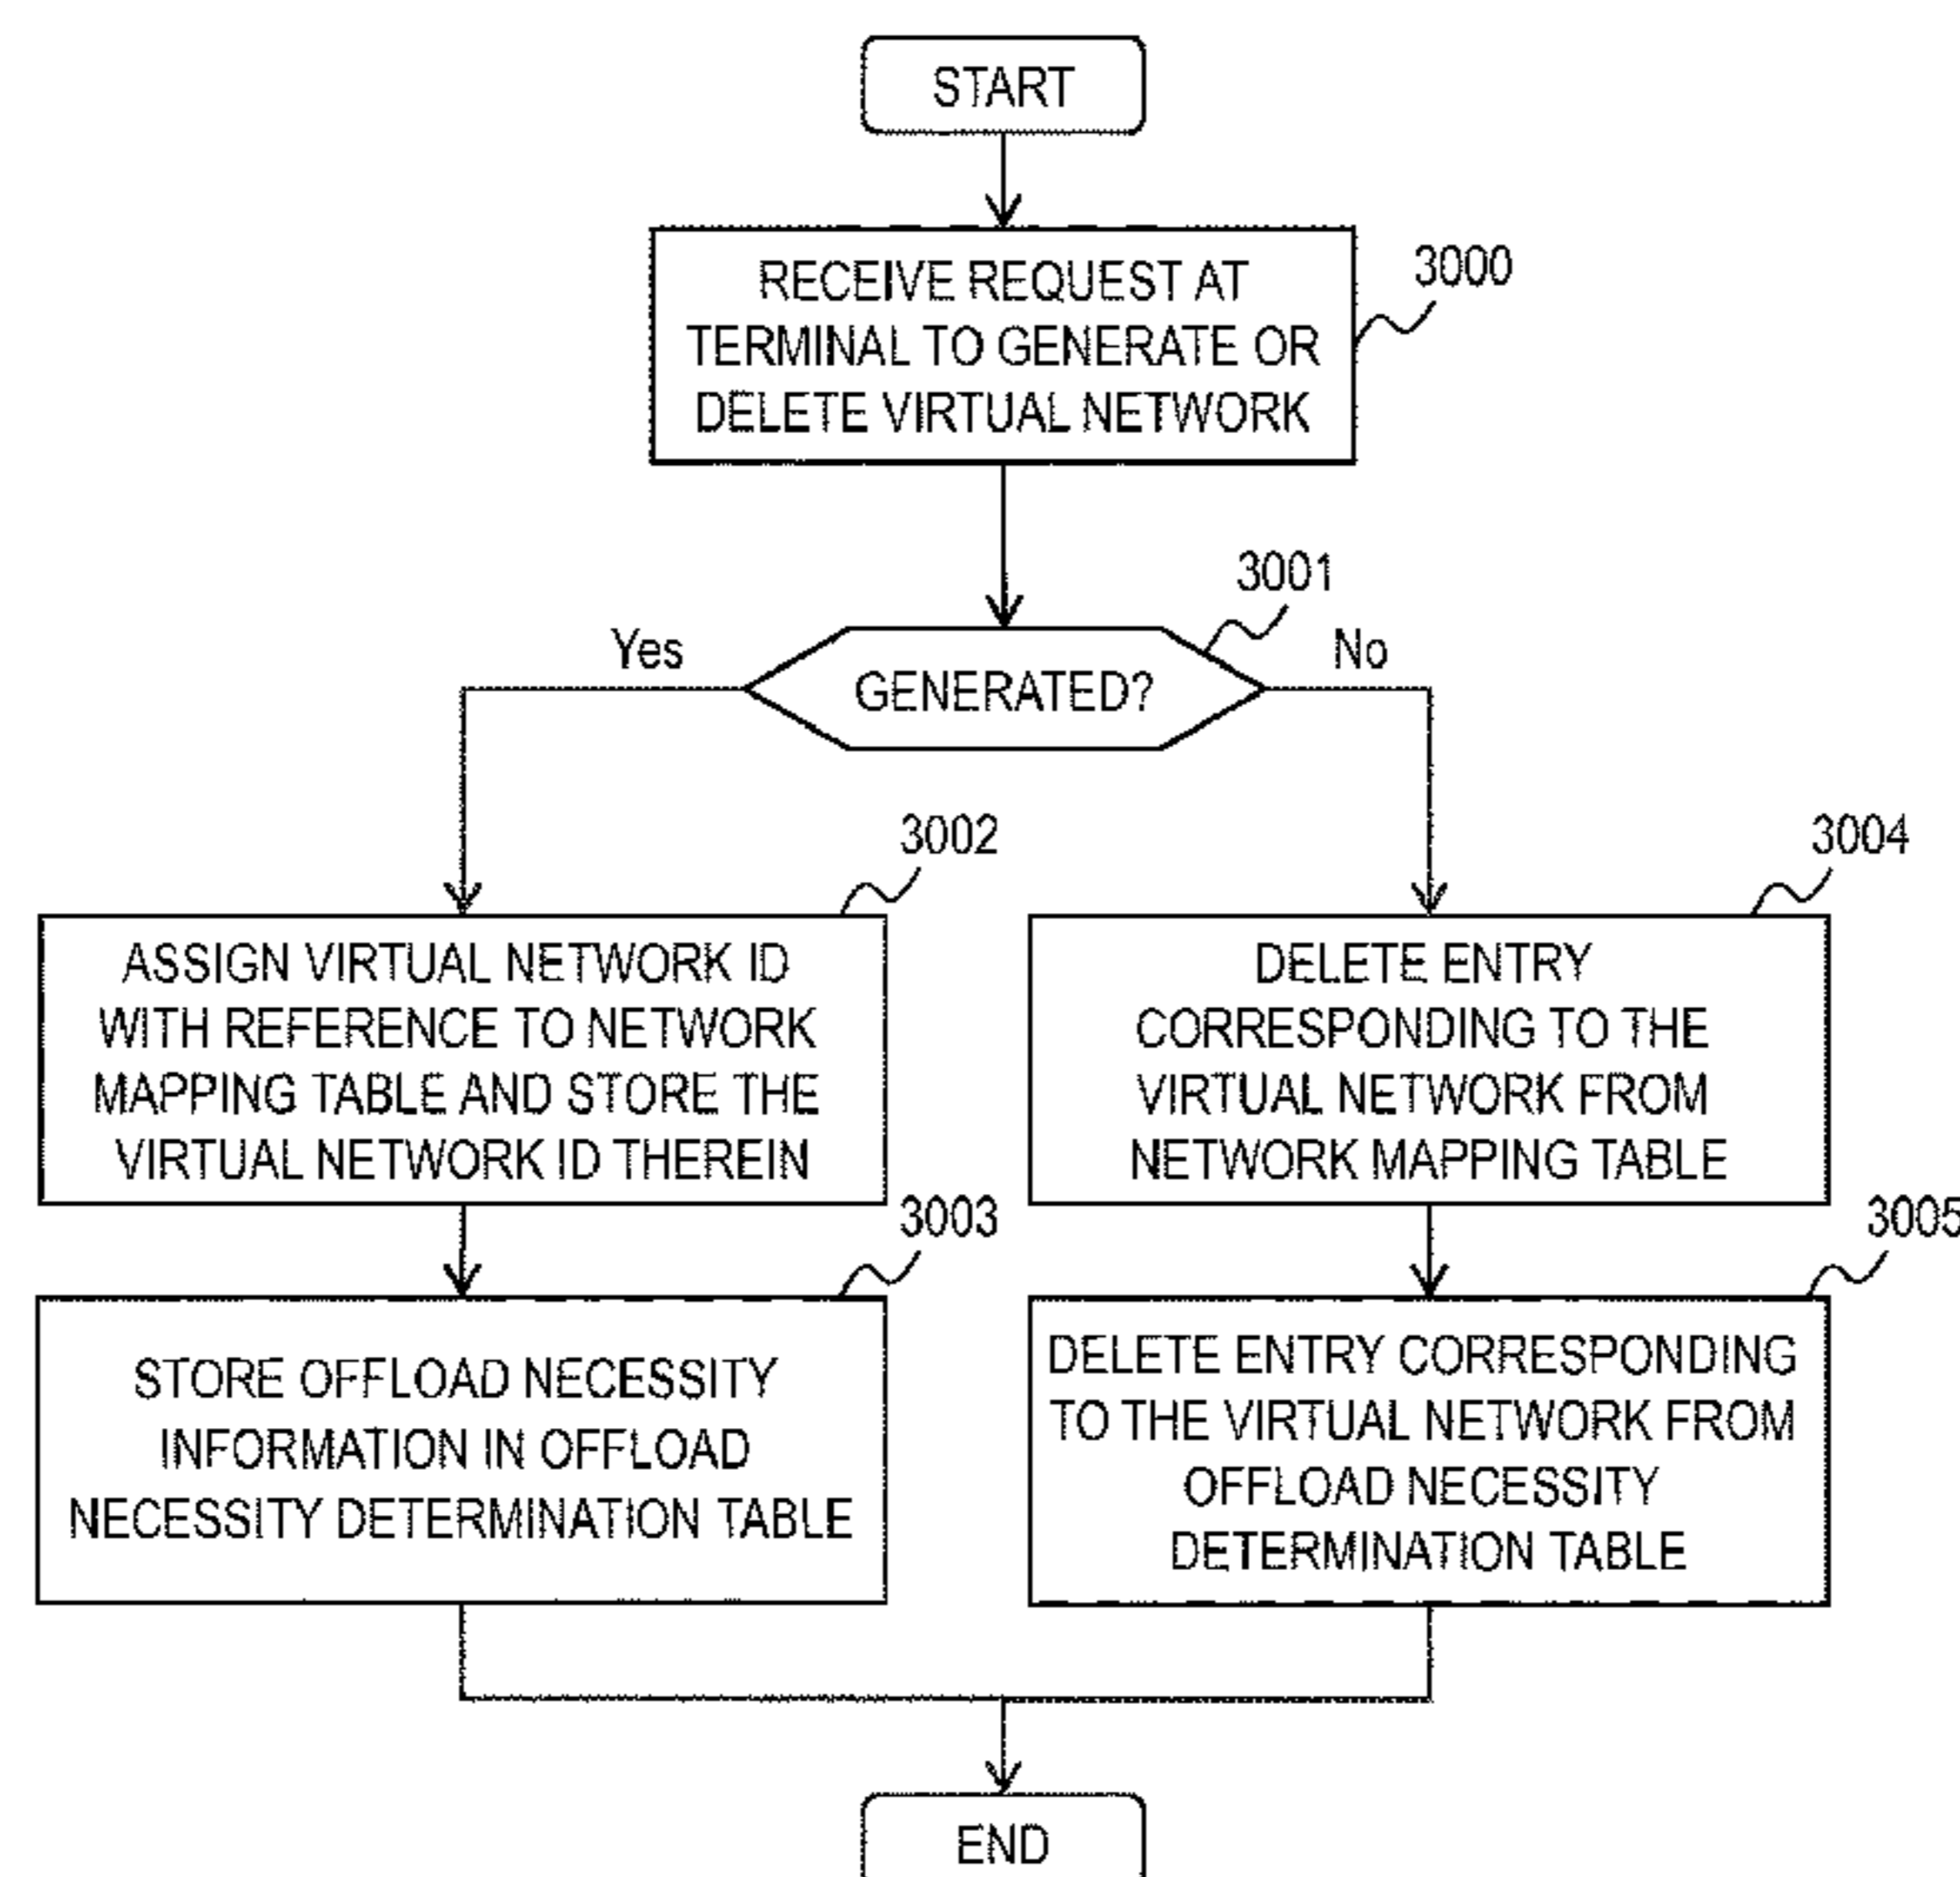 START
RECEIVE REQUEST AT
TERMINAL TO GENERATE OR
DELETE VIRTUAL NETWORK
3000
3001
Yes
GENERATED?
No
3002
ASSIGN VIRTUAL NETWORK ID
WITH REFERENCE TO NETWORK
MAPPING TABLE AND STORE THE
VIRTUAL NETWORK ID THEREIN
3004
DELETE ENTRY
CORRESPONDING TO THE
VIRTUAL NETWORK FROM
NETWORK MAPPING TABLE
3003
STORE OFFLOAD NECESSITY
INFORMATION IN OFFLOAD
NECESSITY DETERMINATION TABLE
3005
DELETE ENTRY CORRESPONDING
TO THE VIRTUAL NETWORK FROM
OFFLOAD NECESSITY
DETERMINATION TABLE
END